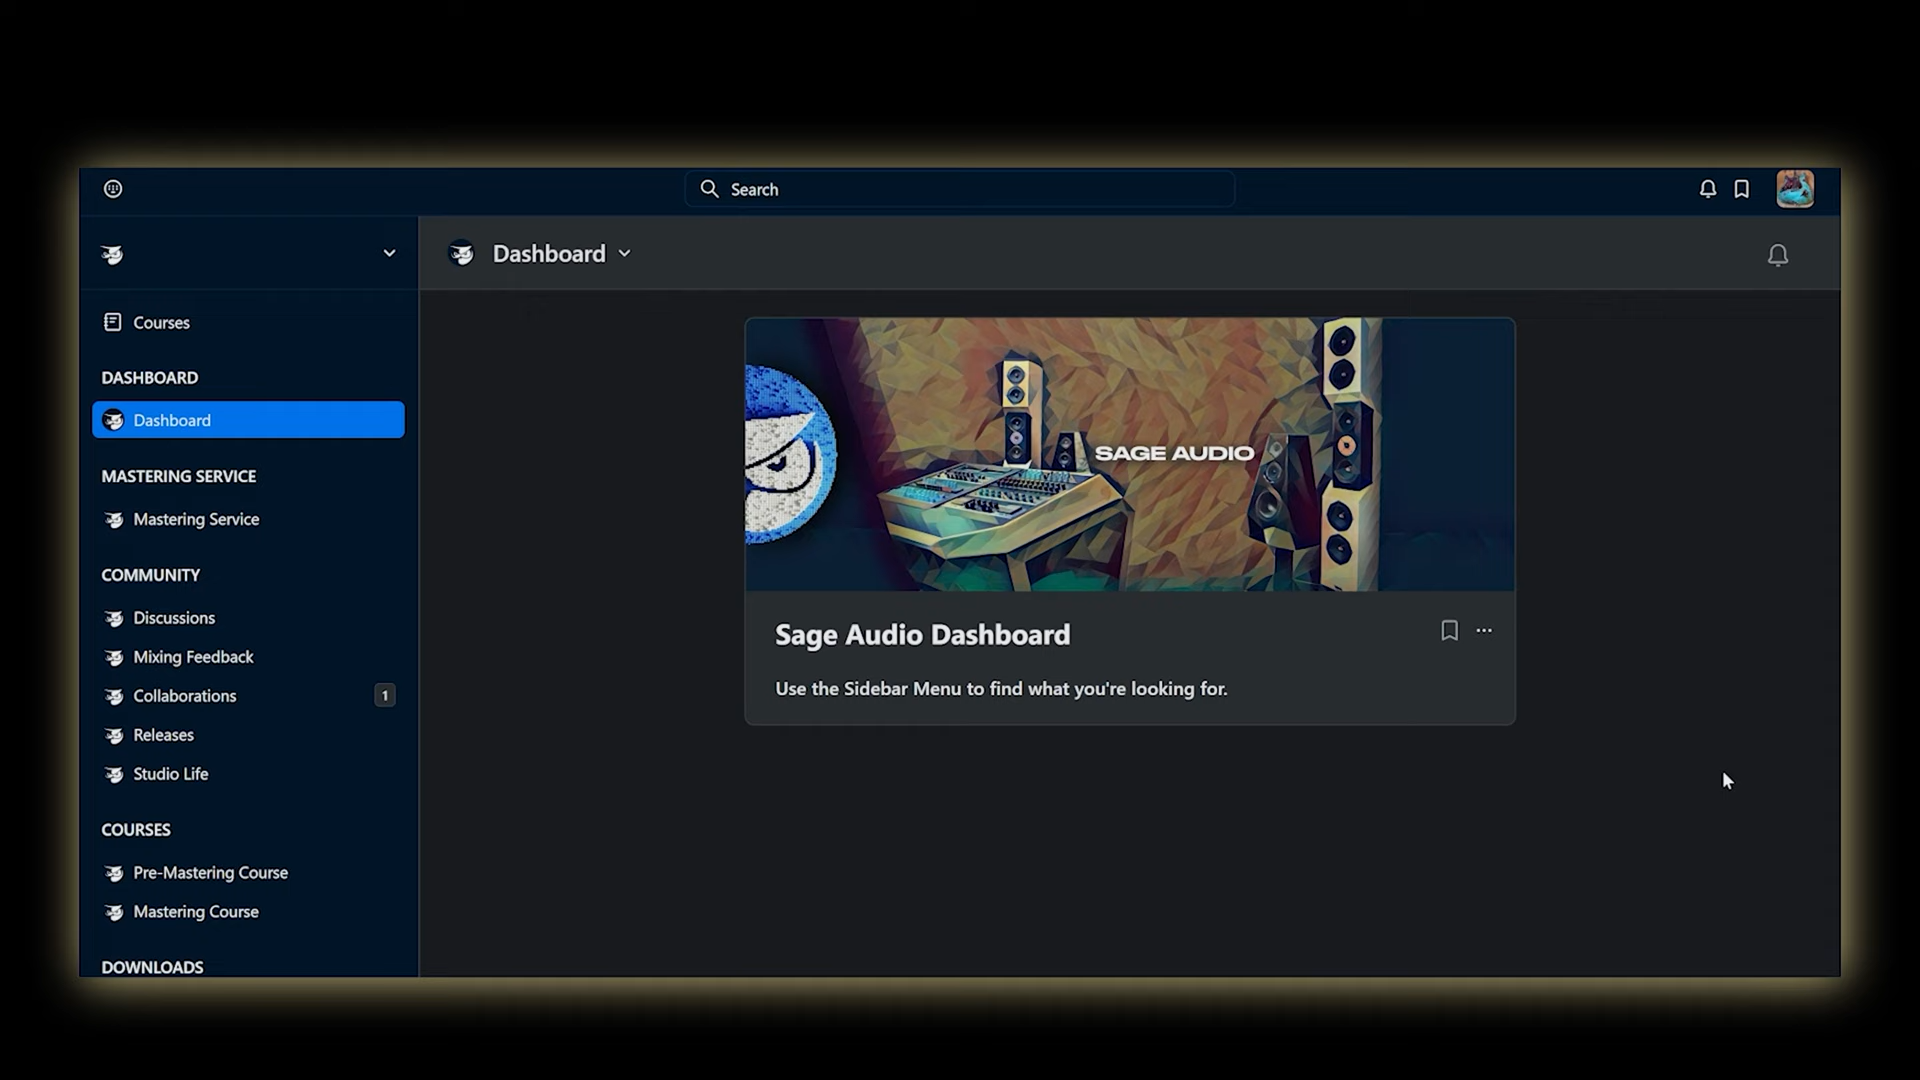 Search
Dashboard
Courses
DASHBOARD
Dashboard
MASTERING SERVICE
Mastering Service
COMMUNITY
Discussions
Mixing Feedback
Collaborations 1
Releases
Studio Life
COURSES
Pre-Mastering Course
Mastering Course
DOWNLOADS
SAGE AUDIO
Sage Audio Dashboard
Use the Sidebar Menu to find what you're looking for.